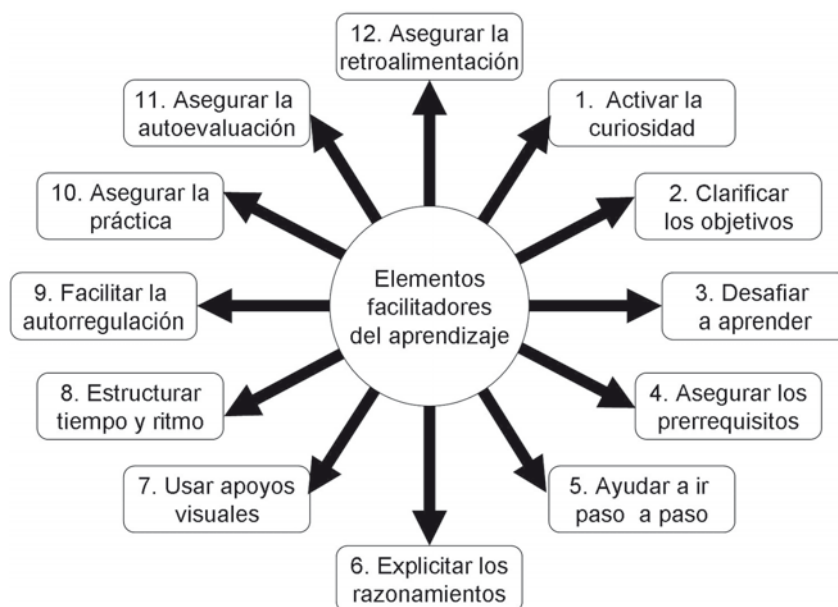 12. Asegurar la
retroalimentación
1. Activar la
curiosidad
2. Clarificar
los objetivos
3. Desafiar
a aprender
4. Asegurar los
prerrequisitos
5. Ayudar a ir
paso a paso
6. Explicitar los
razonamientos
7. Usar apoyos
visuales
8. Estructurar
tiempo y ritmo
9. Facilitar la
autorregulación
10. Asegurar la
práctica
11. Asegurar la
autoevaluación
Elementos
facilitadores
del aprendizaje